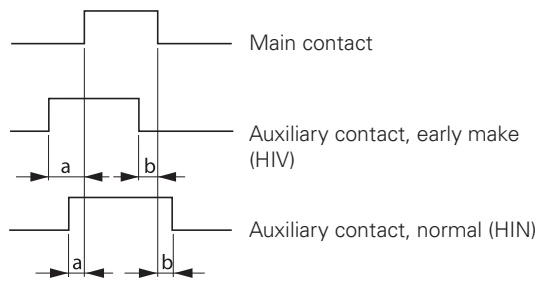 Main contact
Auxiliary contact, early make
(HIV)
a
b
Auxiliary contact, normal (HIN)
a
b